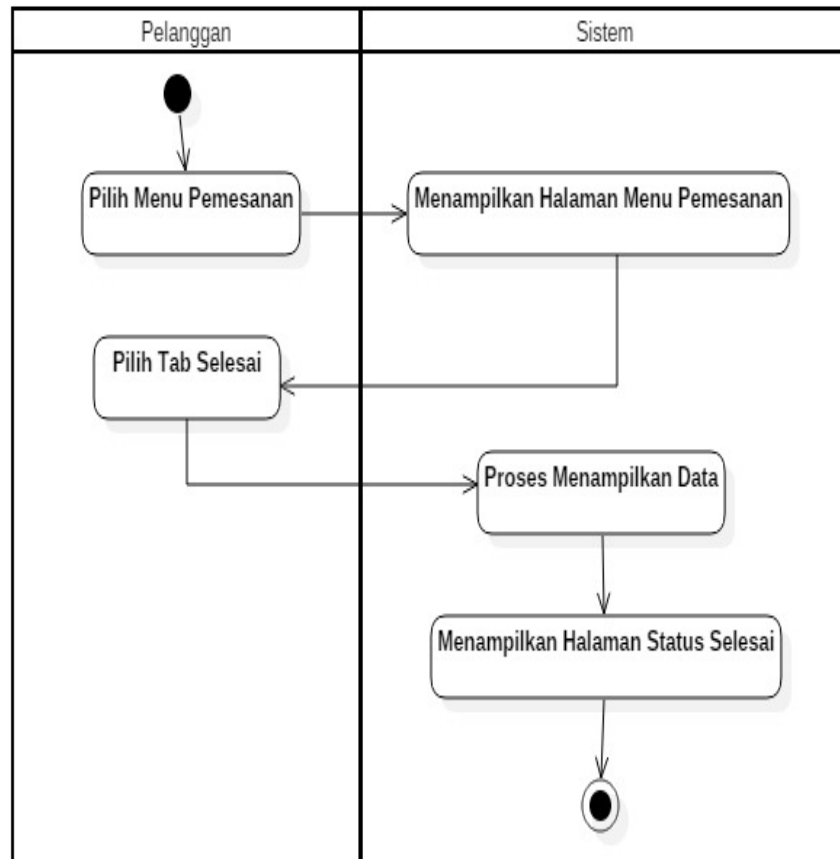 Pelanggan
Sistem
Pilih Menu Pemesanan
Menampilkan Halaman Menu Pemesanan
Pilih Tab Selesai
Proses Menampilkan Data
Menampilkan Halaman Status Selesai